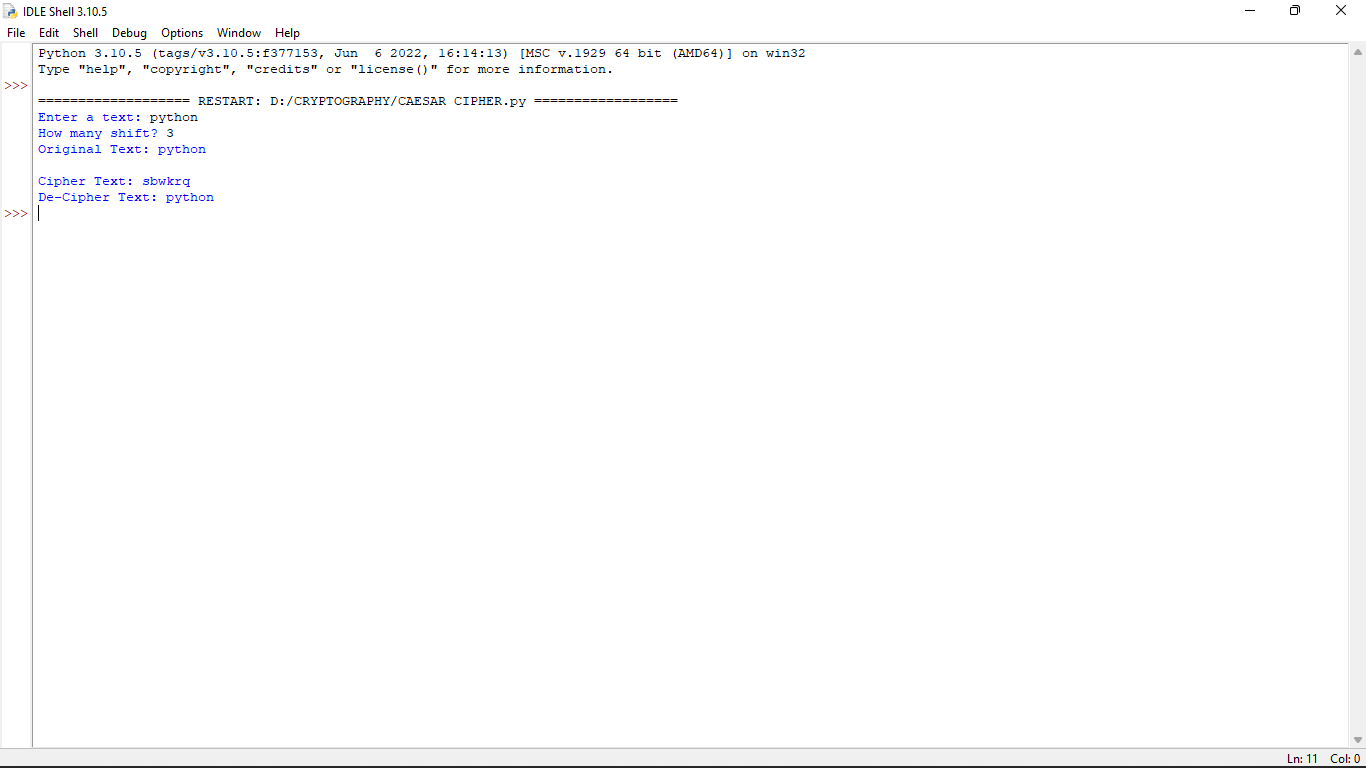 IDLE Shell 3.10.5
File Edit Shell Debug Options Window Help
Python 3.10.5 (tags/v3.10.5:f377153, Jun  6 2022, 16:14:13) [MSC v.1929 64 bit (AMD64)] on win32
Type "help", "copyright", "credits" or "license()" for more information.
>>>
=================== RESTART: D:/CRYPTOGRAPHY/CAESAR CIPHER.py ==================
Enter a text: python
How many shift? 3
Original Text: python
Cipher Text: sbwkrq
De-Cipher Text: python
>>>
Ln: 11 Col: 0